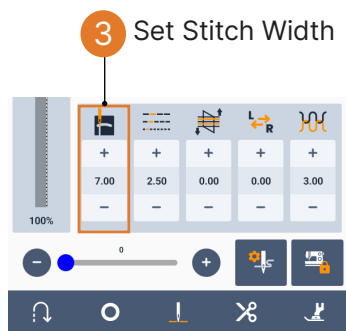 3 Set Stitch Width
L R
+ + + + +
7.00 2.50 0.00 0.00 3.00
− − − − −
100%
0
− +